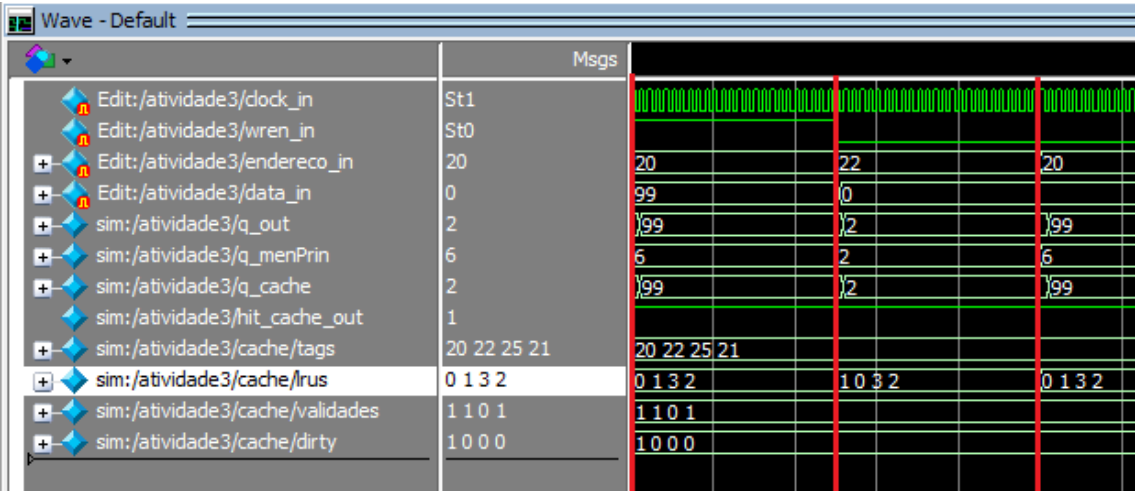 Wave - Default
Msgs
Edit:/atividade3/clock_in St1
Edit:/atividade3/wren_in St0
Edit:/atividade3/endereco_in 20 20 22 20
Edit:/atividade3/data_in 0 99 0
sim:/atividade3/q_out 2 99 2 99
sim:/atividade3/q_menPrin 6 6 2 6
sim:/atividade3/q_cache 2 99 2 99
sim:/atividade3/hit_cache_out 1
sim:/atividade3/cache/tags 20 22 25 21 20 22 25 21
sim:/atividade3/cache/lrus 0 1 3 2 0 1 3 2 1 0 3 2 0 1 3 2
sim:/atividade3/cache/validades 1 1 0 1 1 1 0 1
sim:/atividade3/cache/dirty 1 0 0 0 1 0 0 0